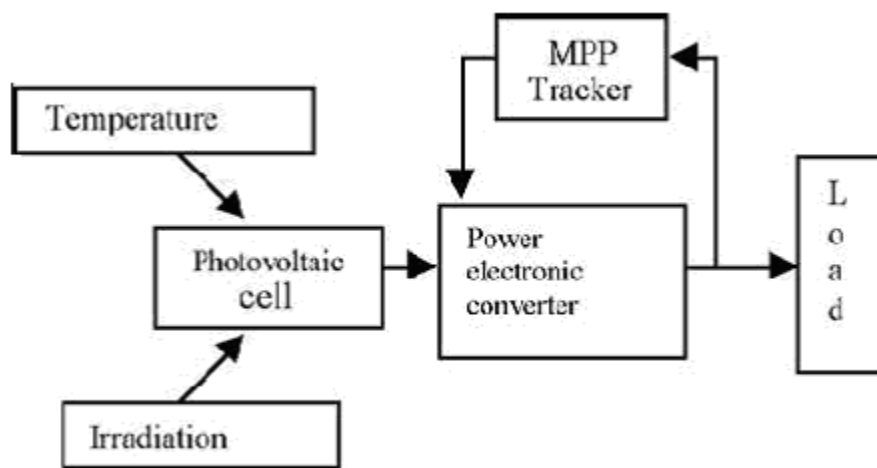 MPP
Tracker
Temperature
Photovoltaic
cell
Power
electronic
converter
L
o
a
d
Irradiation